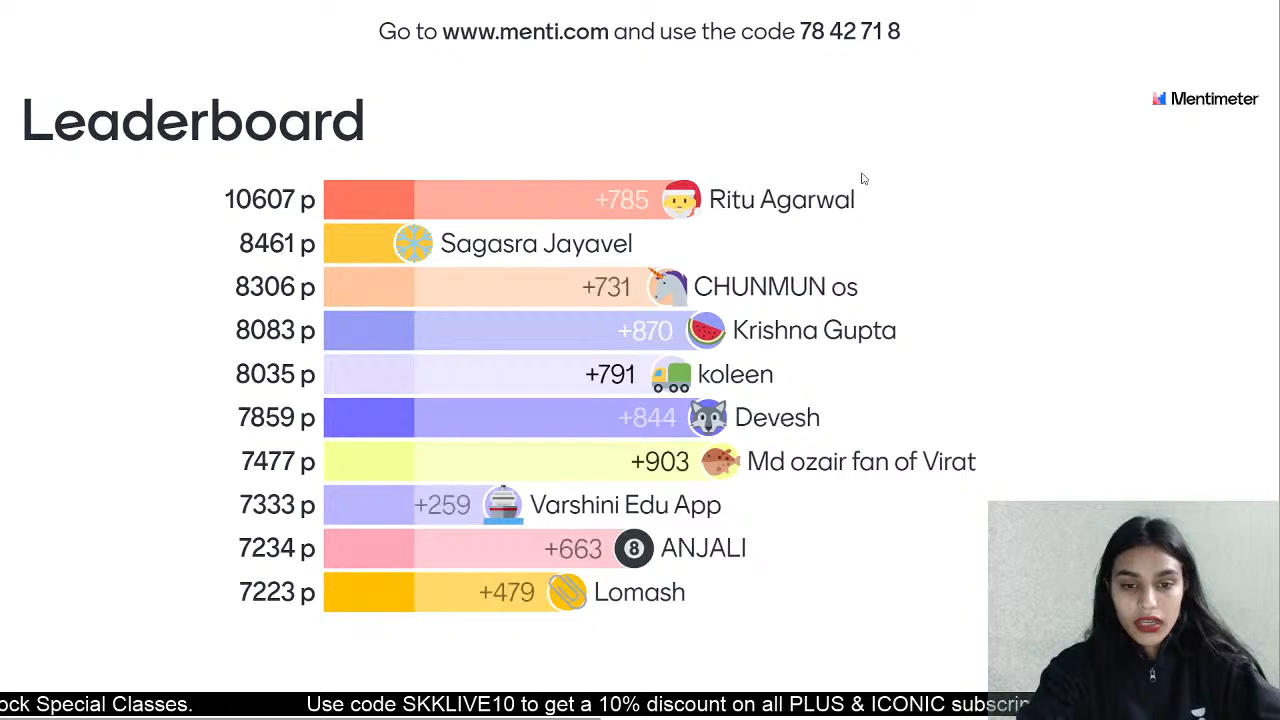 Go to www.menti.com and use the code 78 42 71 8
Mentimeter
Leaderboard
10607 p +785 Ritu Agarwal
8461 p Sagasra Jayavel
8306 p +731 CHUNMUN os
8083 p +870 Krishna Gupta
8035 p +791 koleen
7859 p +844 Devesh
7477 p +903 Md ozair fan of Virat
7333 p +259 Varshini Edu App
7234 p +663 8 ANJALI
7223 p +479 Lomash
ock Special Classes. Use code SKKLIVE10 to get a 10% discount on all PLUS & ICONIC subscrip